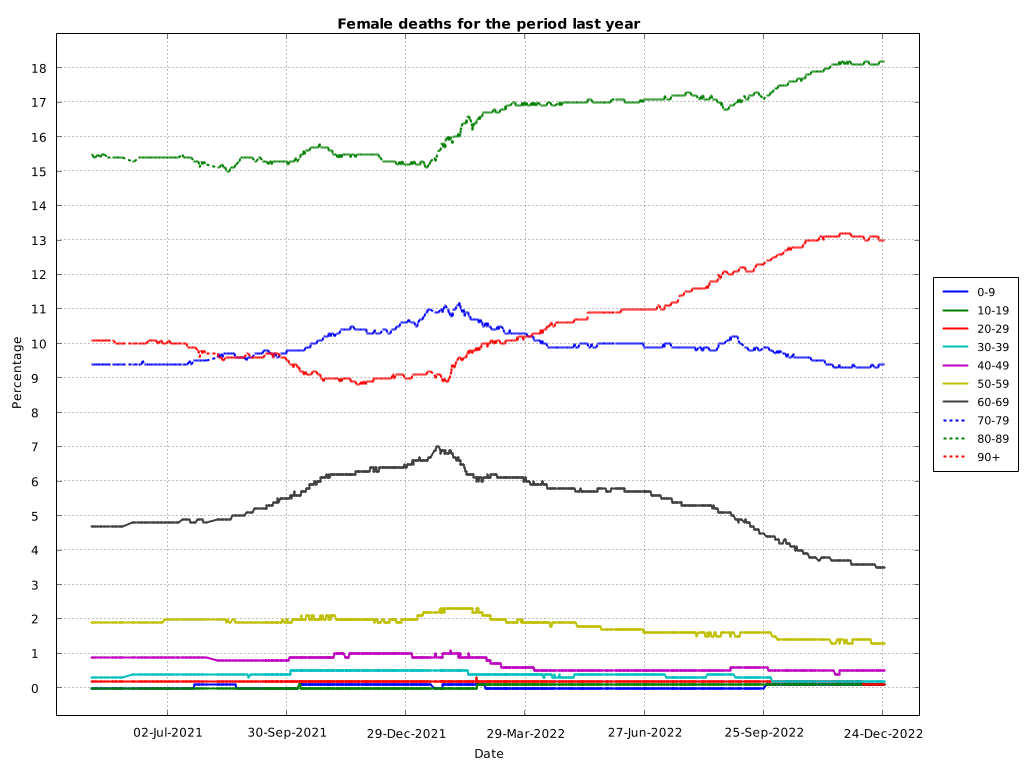 Female deaths for the period last year
18
17
16
15
14
13
12
11
10
9
8
7
6
5
4
3
2
1
0
Percentage
02-Jul-2021
30-Sep-2021
29-Dec-2021
29-Mar-2022
27-Jun-2022
25-Sep-2022
24-Dec-2022
Date
0-9
10-19
20-29
30-39
40-49
50-59
60-69
70-79
80-89
90+